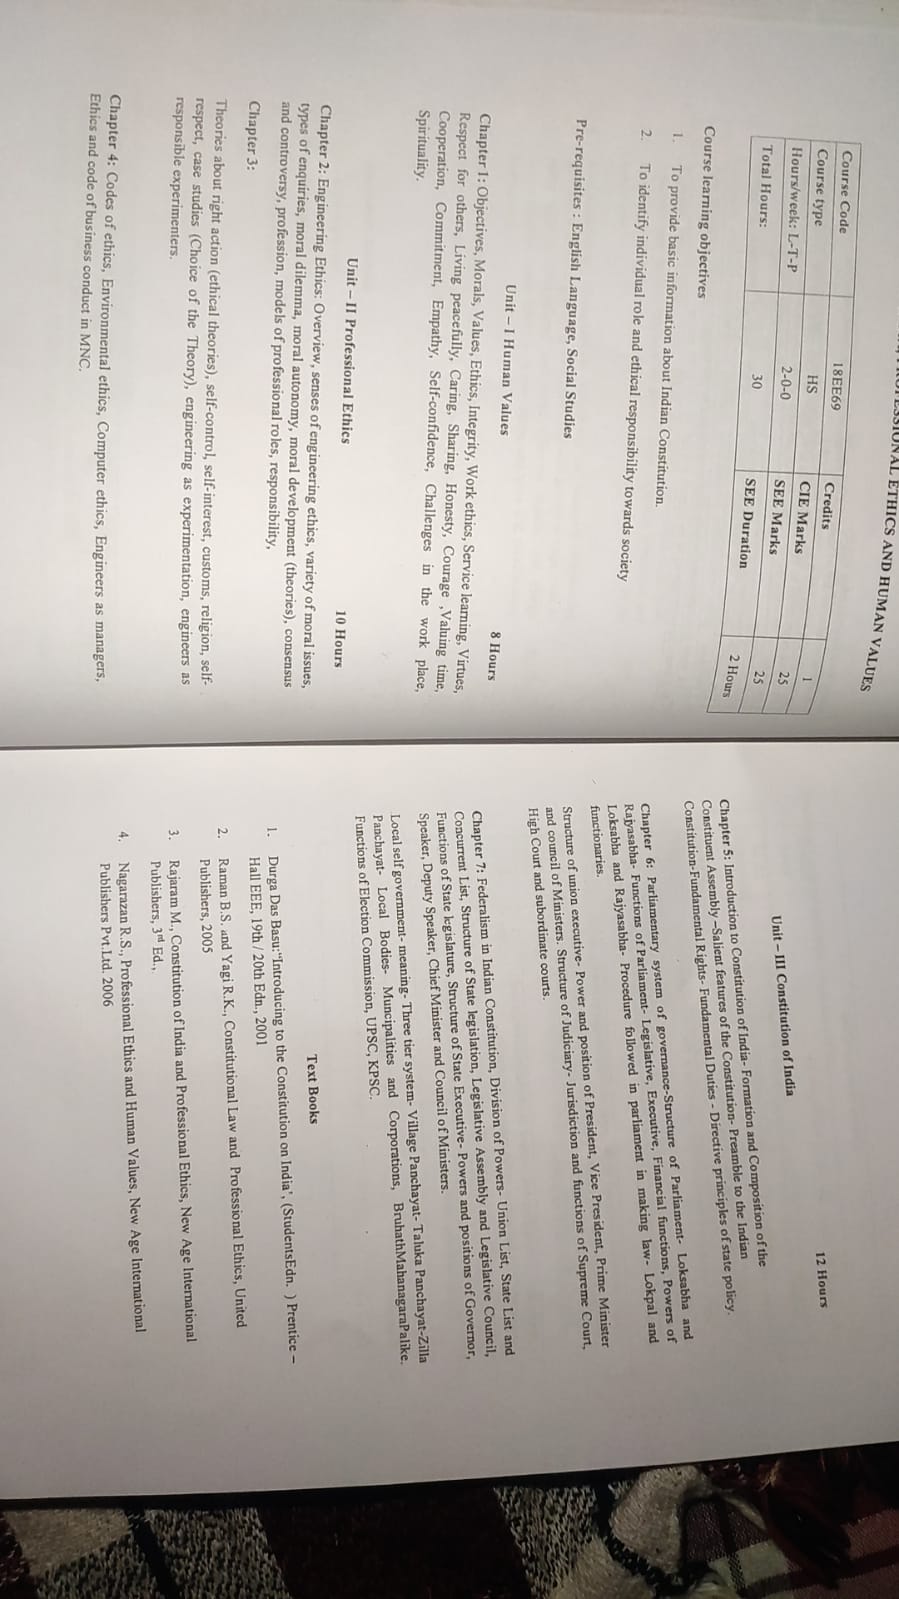 ETHICS AND HUMAN VALUES
Course Code 18EE69 Credits 1
Course type HS CIE Marks 25
Hours/week: L-T-P 2-0-0 SEE Marks 25
Total Hours: 30 SEE Duration 2 Hours
Course learning objectives
1. To provide basic information about Indian Constitution.
2. To identify individual role and ethical responsibility towards society
Pre-requisites : English Language, Social Studies
Unit – I Human Values
8 Hours
Chapter 1: Objectives, Morals, Values, Ethics, Integrity, Work ethics, Service learning, Virtues,
Respect for others, Living peacefully, Caring, Sharing, Honesty, Courage ,Valuing time,
Cooperation, Commitment, Empathy, Self-confidence, Challenges in the work place,
Spirituality.
Unit – II Professional Ethics
10 Hours
Chapter 2: Engineering Ethics: Overview, senses of engineering ethics, variety of moral issues,
types of enquiries, moral dilemma, moral autonomy, moral development (theories), consensus
and controversy, profession, models of professional roles, responsibility,
Chapter 3:
Theories about right action (ethical theories), self-control, self-interest, customs, religion, self-
respect, case studies (Choice of the Theory), engineering as experimentation, engineers as
responsible experimenters.
Chapter 4: Codes of ethics, Environmental ethics, Computer ethics, Engineers as managers,
Ethics and code of business conduct in MNC.
12 Hours
Unit – III Constitution of India
Chapter 5: Introduction to Constitution of India- Formation and Composition of the
Constituent Assembly –Salient features of the Constitution- Preamble to the Indian
Constitution-Fundamental Rights- Fundamental Duties - Directive principles of state policy.
Chapter 6: Parliamentary system of governance-Structure of Parliament- Loksabha and
Rajyasabha- Functions of Parliament- Legislative, Executive, Financial functions, Powers of
Loksabha and Rajyasabha- Procedure followed in parliament in making law- Lokpal and
functionaries.
Structure of union executive- Power and position of President, Vice President, Prime Minister
and council of Ministers. Structure of Judiciary- Jurisdiction and functions of Supreme Court,
High Court and subordinate courts.
Chapter 7: Federalism in Indian Constitution, Division of Powers- Union List, State List and
Concurrent List, Structure of State legislation, Legislative Assembly and Legislative Council,
Functions of State legislature, Structure of State Executive- Powers and positions of Governor,
Speaker, Deputy Speaker, Chief Minister and Council of Ministers.
Local self government- meaning- Three tier system- Village Panchayat- Taluka Panchayat-Zilla
Panchayat- Local Bodies- Muncipalities and Corporations, BruhathMahanagaraPalike.
Functions of Election Commission, UPSC, KPSC.
Text Books
1. Durga Das Basu:“Introducing to the Constitution on India’, (StudentsEdn. ) Prentice –
Hall EEE, 19th / 20th Edn., 2001
2. Raman B.S. and Yagi R.K., Constitutional Law and Professional Ethics, United
Publishers, 2005
3. Rajaram M., Constitution of India and Professional Ethics, New Age International
Publishers, 3rd Ed.,
4. Nagarazan R.S., Professional Ethics and Human Values, New Age International
Publishers Pvt.Ltd. 2006